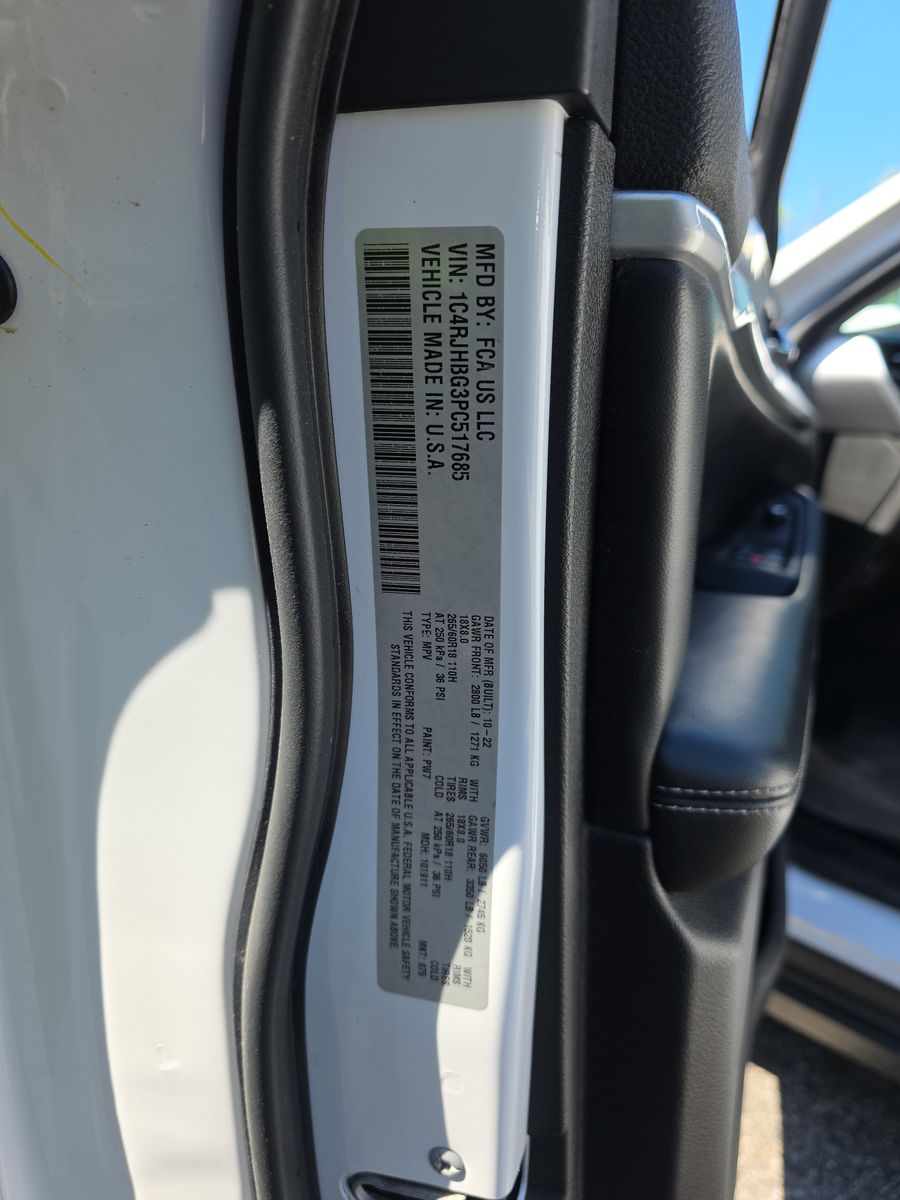 MFD BY: FCA US LLC
VIN: 1C4RJHBG3PC517685
VEHICLE MADE IN: U.S.A.
DATE OF MFR (BUILT): 10-22 GVWR: 6050 LB / 2745 KG
GAWR FRONT: 2800 LB / 1271 KG WITH GAWR REAR: 3350 LB / 1520 KG WITH
18X8.0 RIMS 18X8.0 RIMS
265/60R18 110H TIRES 265/60R18 110H TIRES
AT 250 kPa / 36 PSI COLD AT 250 kPa / 36 PSI COLD
TYPE: MPV PAINT: PW7 MDH: 101911 MKT:
THIS VEHICLE CONFORMS TO ALL APPLICABLE U.S.A. FEDERAL MOTOR VEHICLE SAFETY
STANDARDS IN EFFECT ON THE DATE OF MANUFACTURE SHOWN ABOVE.